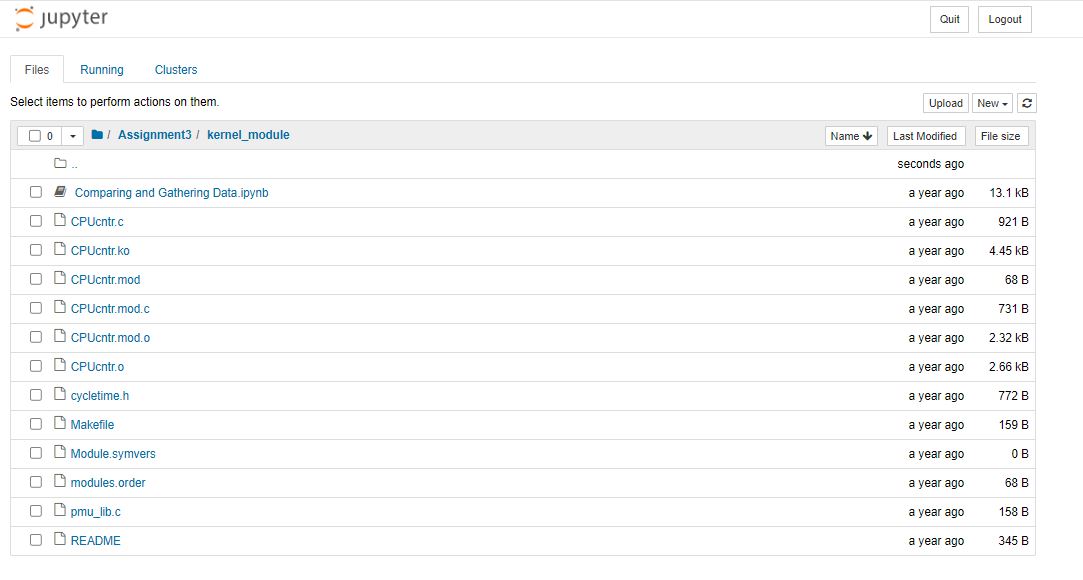 jupyter Quit Logout
Files Running Clusters
Select items to perform actions on them. Upload New
0 / Assignment3 / kernel_module Name Last Modified File size
.. seconds ago
Comparing and Gathering Data.ipynb a year ago 13.1 kB
CPUcntr.c a year ago 921 B
CPUcntr.ko a year ago 4.45 kB
CPUcntr.mod a year ago 68 B
CPUcntr.mod.c a year ago 731 B
CPUcntr.mod.o a year ago 2.32 kB
CPUcntr.o a year ago 2.66 kB
cycletime.h a year ago 772 B
Makefile a year ago 159 B
Module.symvers a year ago 0 B
modules.order a year ago 68 B
pmu_lib.c a year ago 158 B
README a year ago 345 B